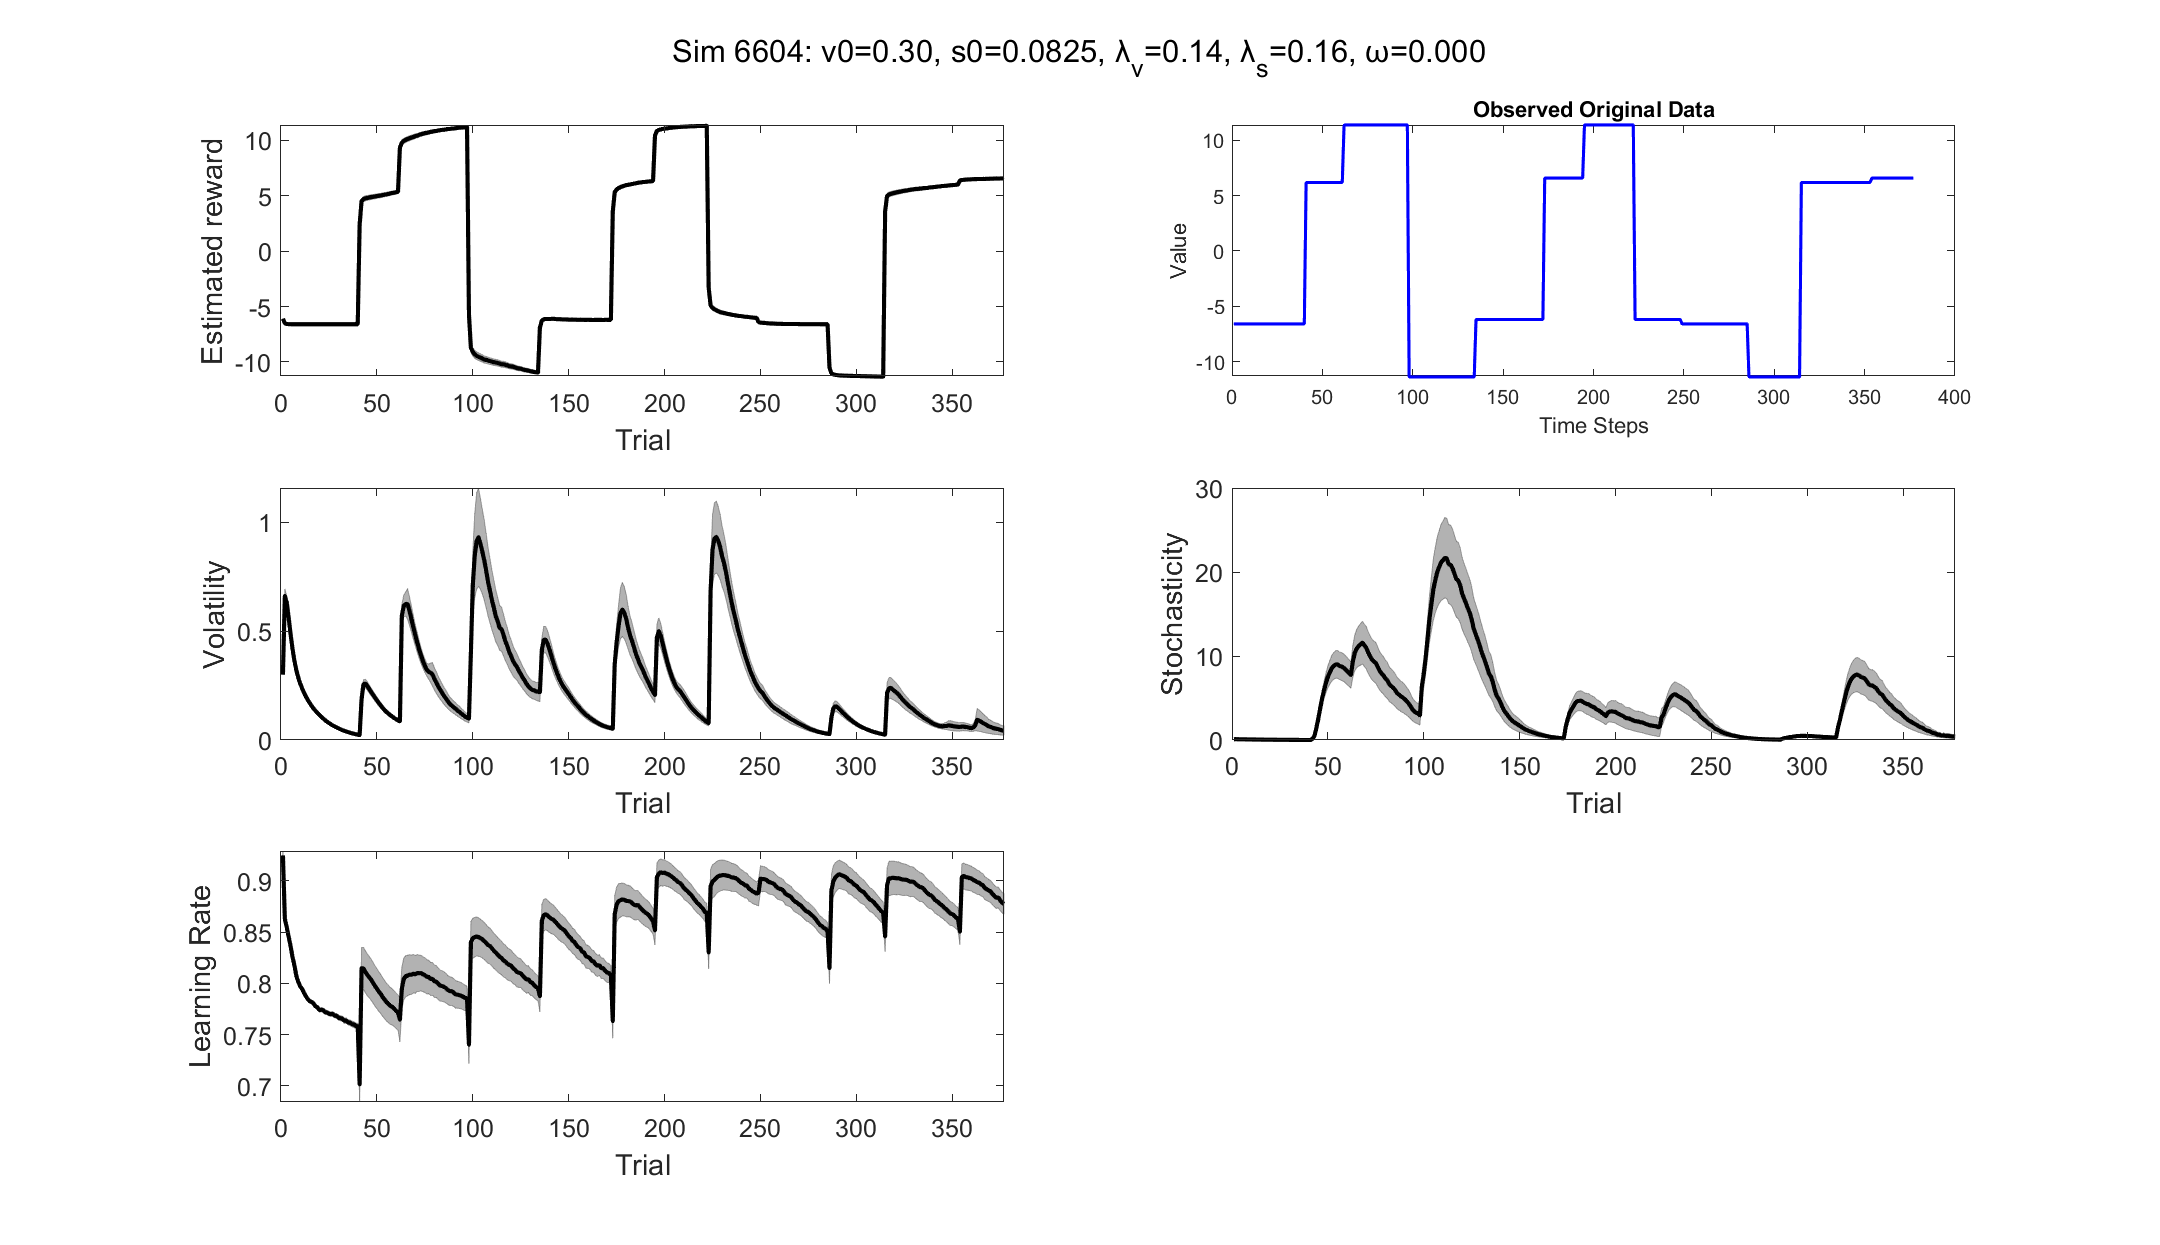 Sim 6604: v0=0.30, s0=0.0825, λv=0.14, λs=0.16, ω=0.000
Estimated reward
10
5
0
-5
-10
0 50 100 150 200 250 300 350
Trial
Observed Original Data
Value
10
5
0
-5
-10
0 50 100 150 200 250 300 350 400
Time Steps
Volatility
1
0.5
0
0 50 100 150 200 250 300 350
Trial
Stochasticity
30
20
10
0
0 50 100 150 200 250 300 350
Trial
Learning Rate
0.9
0.85
0.8
0.75
0.7
0 50 100 150 200 250 300 350
Trial